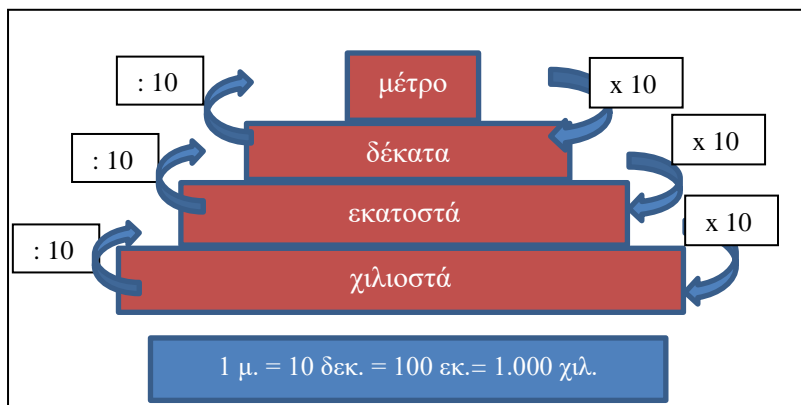 : 10
μέτρο
x 10
: 10
δέκατα
x 10
: 10
εκατοστά
x 10
χιλιοστά
1 μ. = 10 δεκ. = 100 εκ.= 1.000 χιλ.